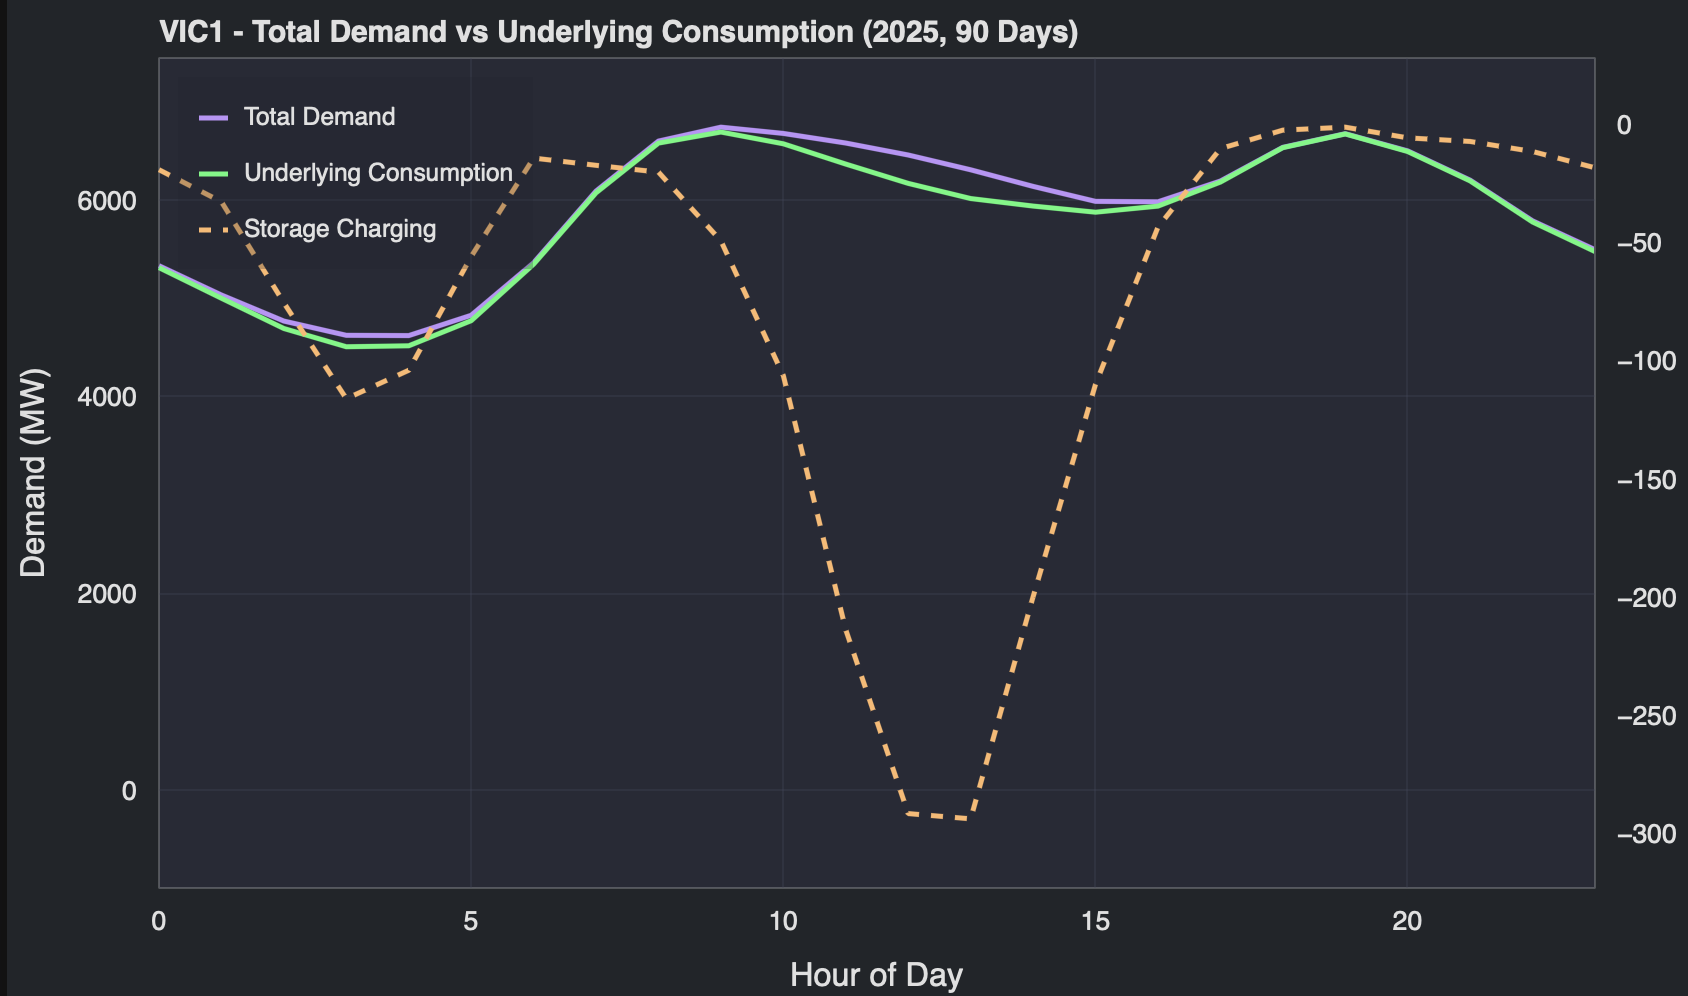 VIC1 - Total Demand vs Underlying Consumption (2025, 90 Days)
Total Demand
Underlying Consumption
Storage Charging
Demand (MW)
6000
4000
2000
0
0
−50
−100
−150
−200
−250
−300
0
5
10
15
20
Hour of Day